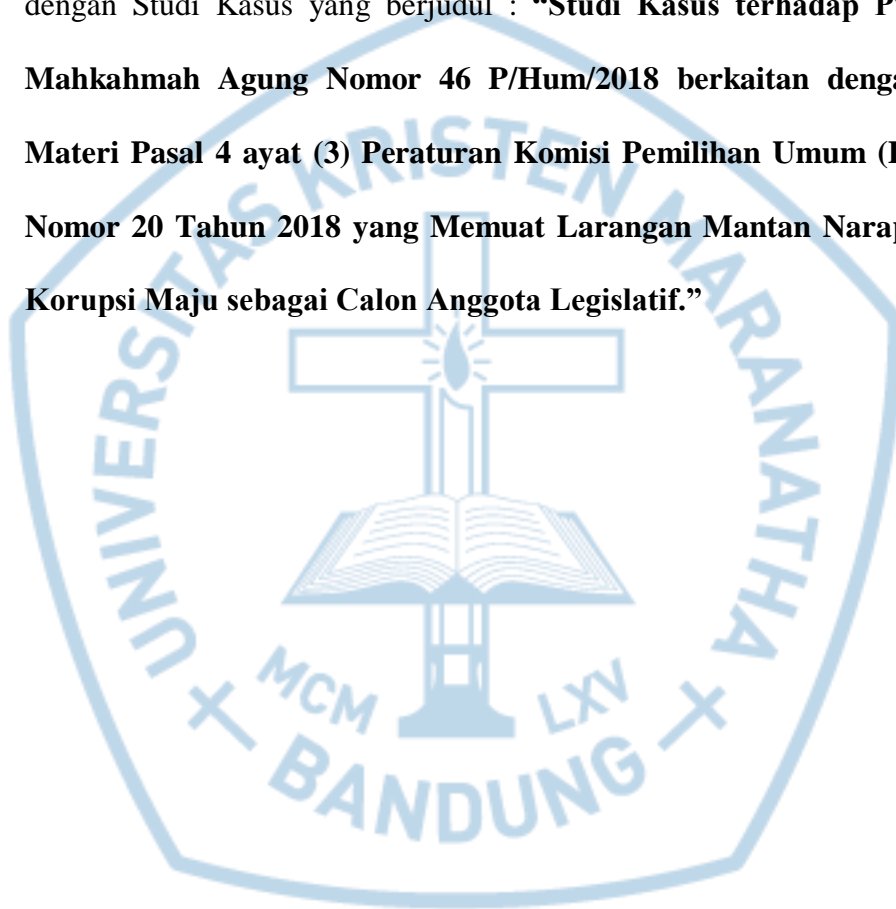 dengan Studi Kasus yang berjudul : “Studi Kasus terhadap P
Mahkahmah Agung Nomor 46 P/Hum/2018 berkaitan denga
Materi Pasal 4 ayat (3) Peraturan Komisi Pemilihan Umum (
Nomor 20 Tahun 2018 yang Memuat Larangan Mantan Narap
Korupsi Maju sebagai Calon Anggota Legislatif.”
UNIVERSITAS KRISTEN MARANATHA
MCM LXV
BANDUNG